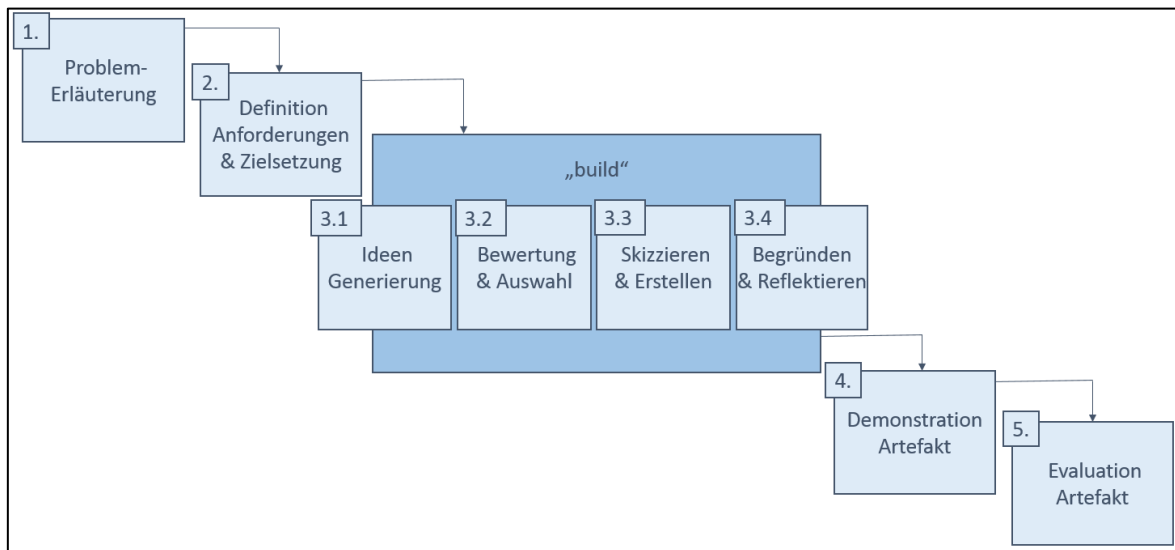 1.
Problem-
Erläuterung
2.
Definition
Anforderungen
& Zielsetzung
„build“
3.1
Ideen
Generierung
3.2
Bewertung
& Auswahl
3.3
Skizzieren
& Erstellen
3.4
Begründen
& Reflektieren
4.
Demonstration
Artefakt
5.
Evaluation
Artefakt